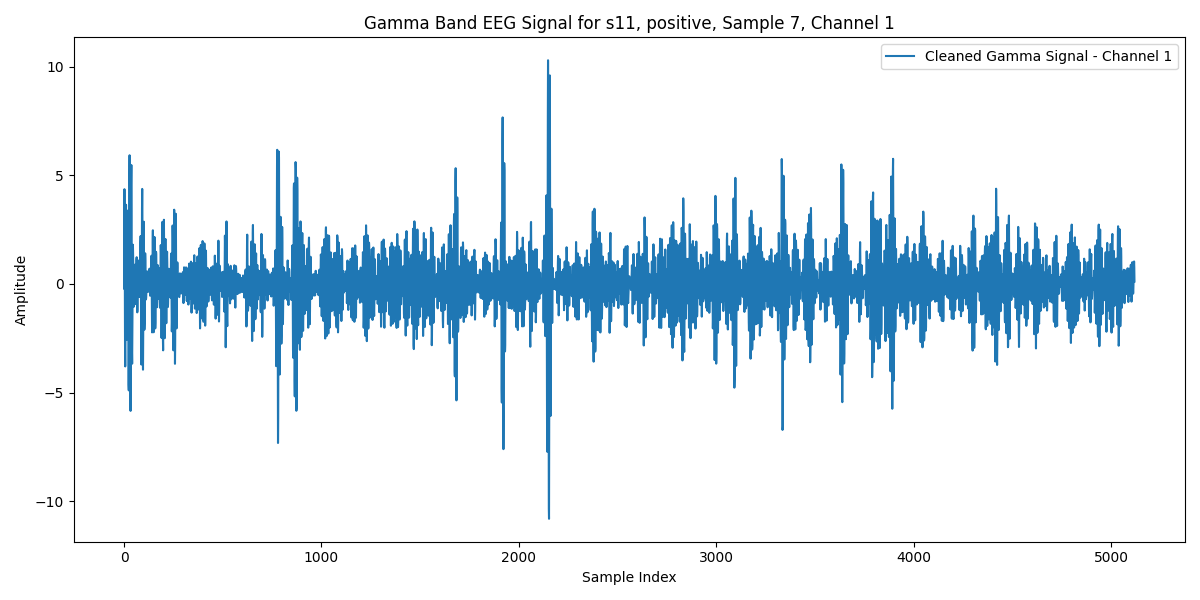 Gamma Band EEG Signal for s11, positive, Sample 7, Channel 1
Cleaned Gamma Signal - Channel 1
10
5
0
−5
−10
Amplitude
0 1000 2000 3000 4000 5000
Sample Index